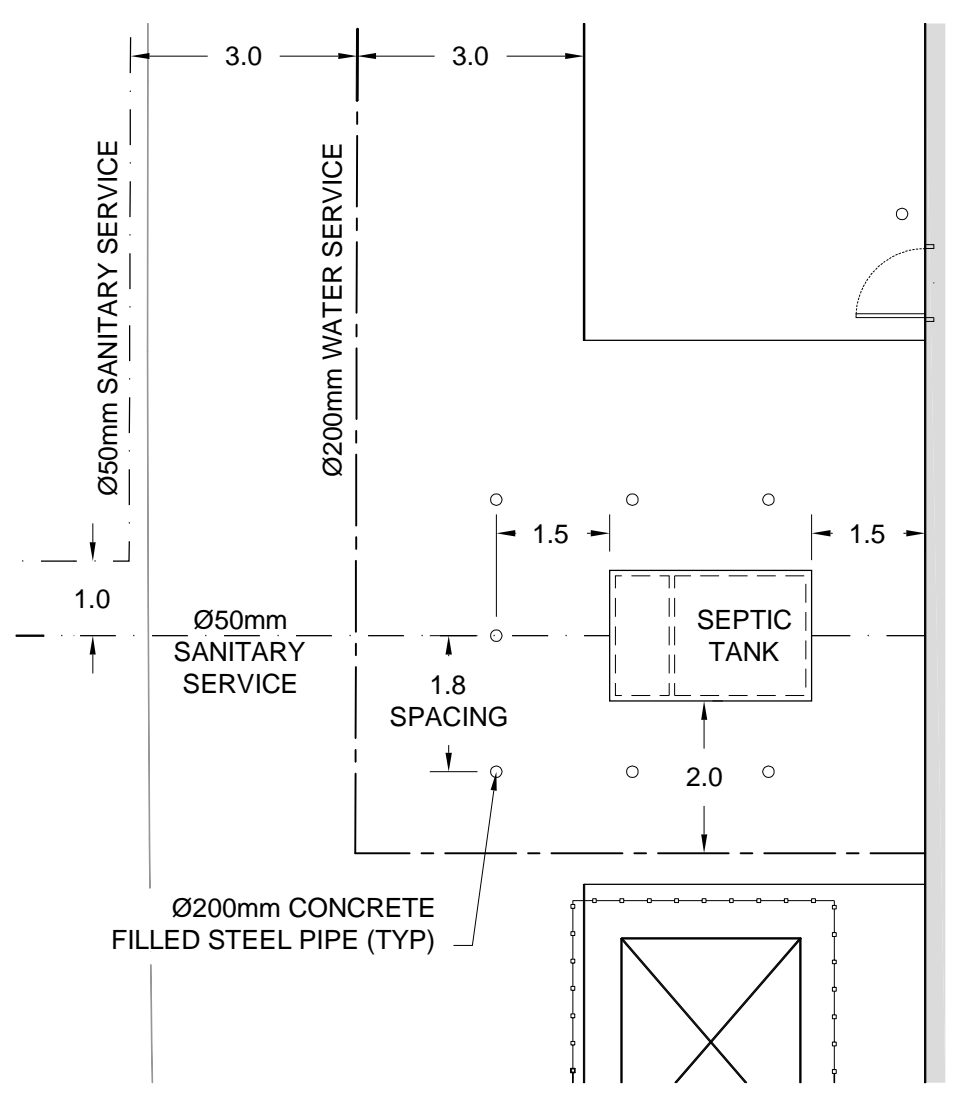 3.0
3.0
Ø50mm SANITARY SERVICE
Ø200mm WATER SERVICE
1.5
1.5
1.0
Ø50mm
SANITARY
SERVICE
SEPTIC
TANK
1.8
SPACING
2.0
Ø200mm CONCRETE
FILLED STEEL PIPE (TYP)